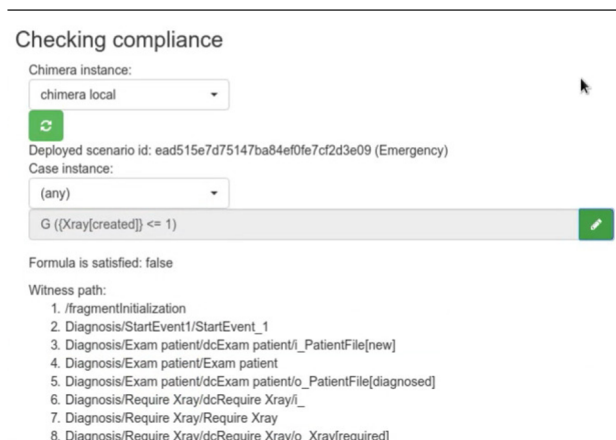 Checking compliance
Chimera instance:
chimera local
Deployed scenario id: ead515e7d75147ba84ef0fe7cf2d3e09 (Emergency)
Case instance:
(any)
G ({Xray[created]} <= 1)
Formula is satisfied: false
Witness path:
1. /fragmentInitialization
2. Diagnosis/StartEvent1/StartEvent_1
3. Diagnosis/Exam patient/dcExam patient/i_PatientFile[new]
4. Diagnosis/Exam patient/Exam patient
5. Diagnosis/Exam patient/dcExam patient/o_PatientFile[diagnosed]
6. Diagnosis/Require Xray/dcRequire Xray/i_
7. Diagnosis/Require Xray/Require Xray
8. Diagnosis/Require Xray/dcRequire Xray/o_Xray[required]